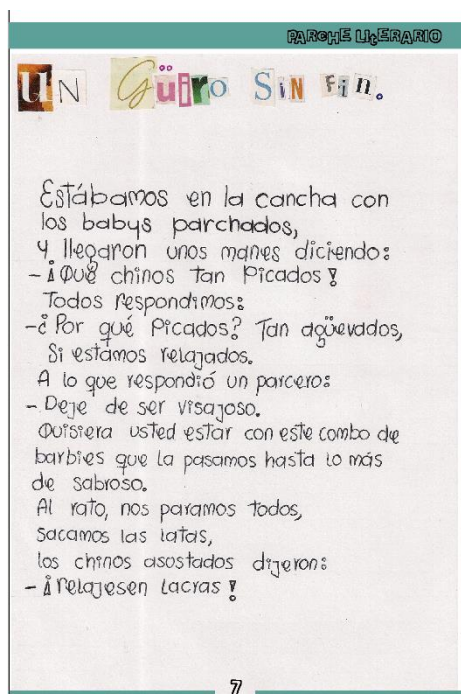 PARCHE LITERARIO
UN GÜiro SiN Fin.
Estábamos en la cancha con
los babys parchados,
y llegaron unos manes diciendo:
- ¡Qué chinos tan Picados!
Todos respondimos:
- ¿Por qué Picados? Tan agüevados,
Si estamos relajados.
A lo que respondió un parcero:
- Deje de ser visajoso.
Quisiera usted estar con este combo de
barbies que la pasamos hasta lo más
de sabroso.
Al rato, nos paramos todos,
sacamos las latas,
los chinos asostados dijeron:
- ¡relajesen lacras!
7